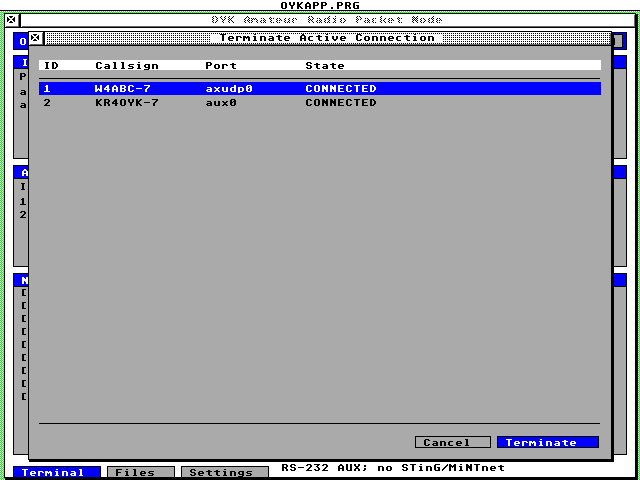 OYKAPP.PRG
OYK Amateur Radio Packet Node
Terminate Active Connection
ID Callsign Port State
1 W4ABC-7 axudp0 CONNECTED
2 KR4OYK-7 aux0 CONNECTED
Cancel Terminate
Terminal Files Settings RS-232 AUX; no STinG/MiNTnet